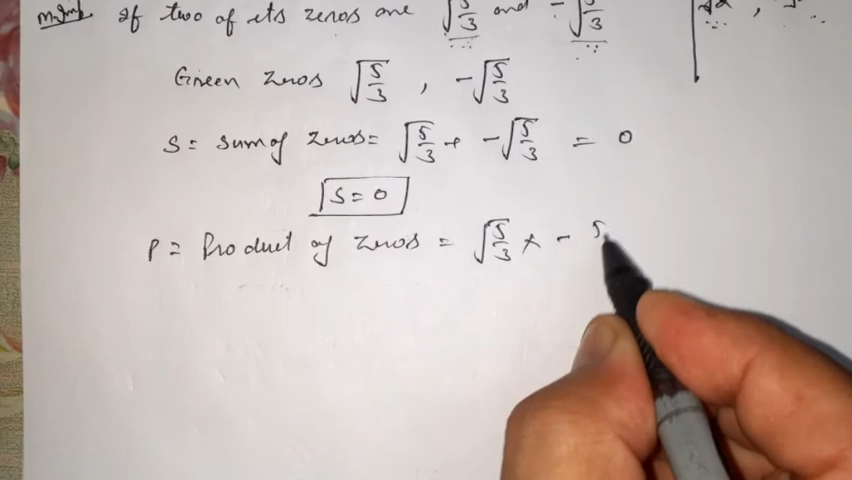 If two of its zeros are √5/3 and -√5/3
Given zeros √5/3 , -√5/3
S = Sum of zeros = √5/3 + -√5/3 = 0
S = 0
P = Product of zeros = √5/3 × - 5